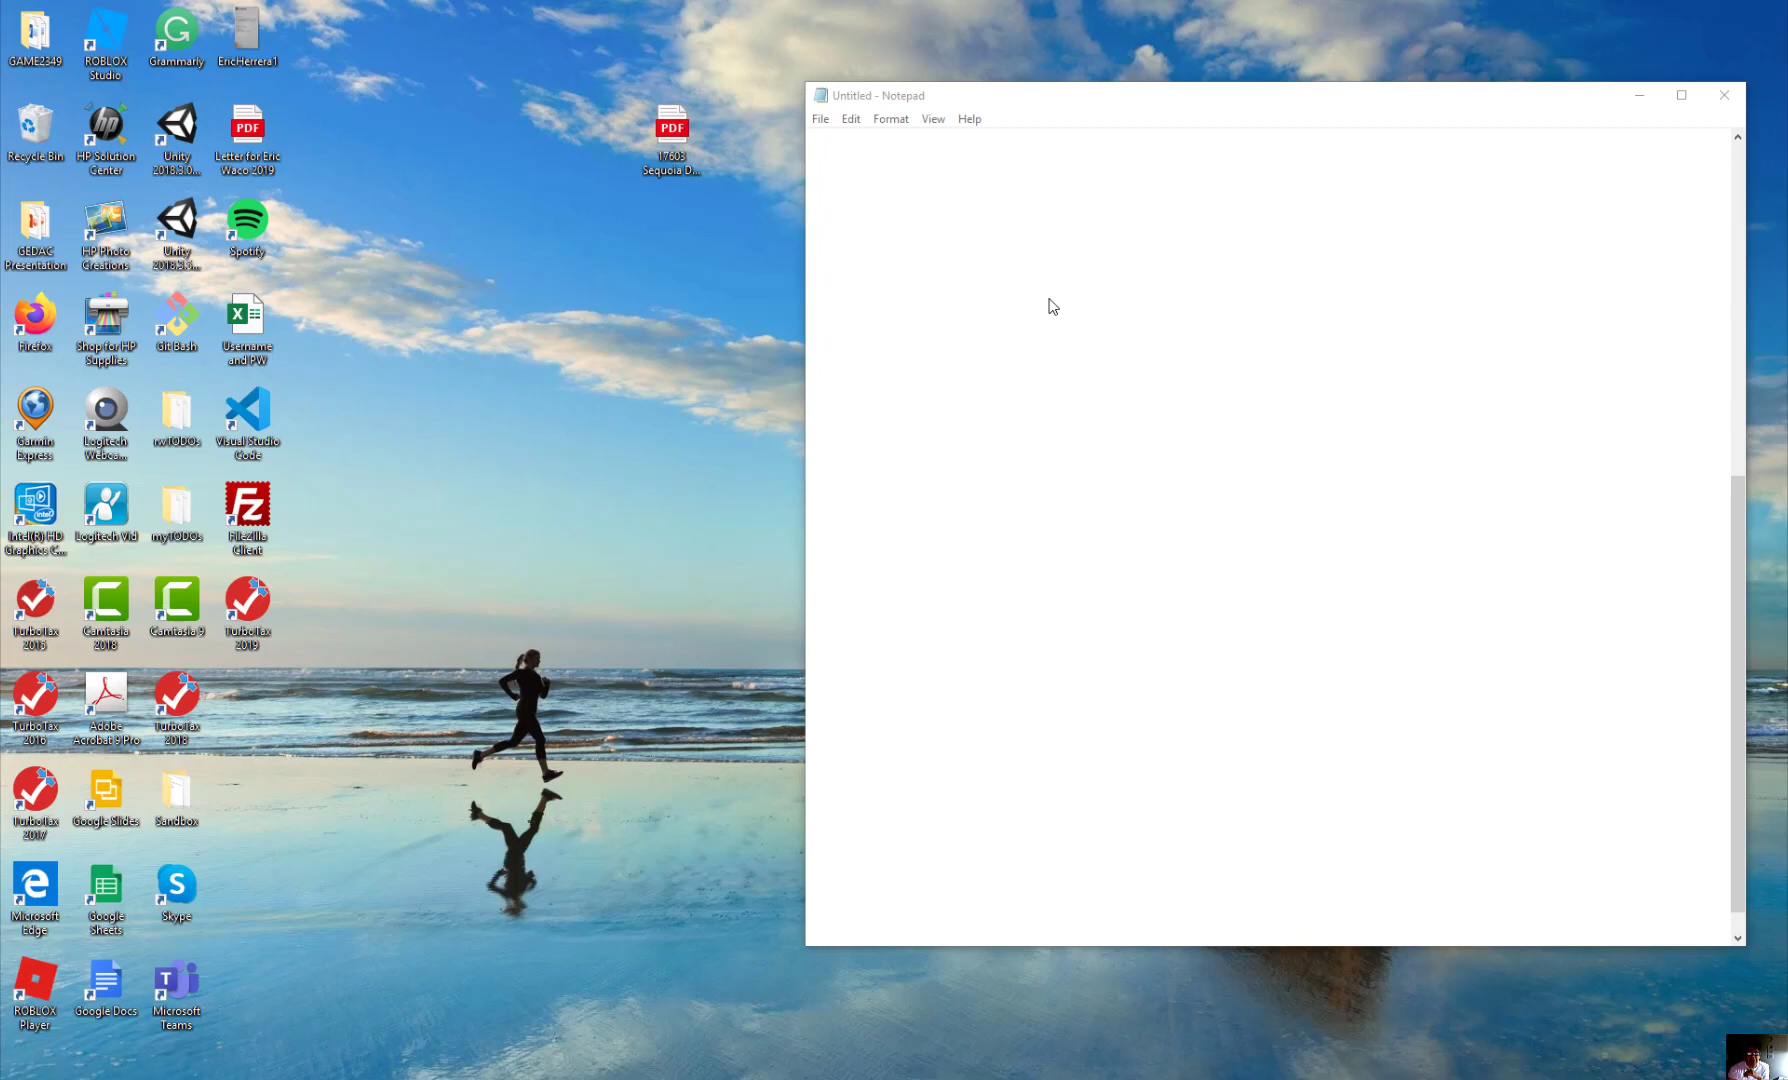 GAME2349
ROBLOX
Studio
Grammarly
EricHerrera1
Recycle Bin
HP Solution
Center
Unity
2018.3.0...
PDF
Letter for Eric
Waco 2019
PDF
17603
Sequoia D...
GEDAC
Presentation
HP Photo
Creations
Unity
2018.3.3...
Spotify
Firefox
Shop for HP
Supplies
Git Bash
Username
and PW
Garmin
Express
Logitech
Webca...
rwTODOs
Visual Studio
Code
Intel(R) HD
Graphics C...
Logitech Vid
myTODOs
FileZilla
Client
TurboTax
2015
Camtasia
2018
Camtasia 9
TurboTax
2019
TurboTax
2016
Adobe
Acrobat 9 Pro
TurboTax
2018
TurboTax
2017
Google Slides
Sandbox
Microsoft
Edge
Google
Sheets
Skype
ROBLOX
Player
Google Docs
Microsoft
Teams
Untitled - Notepad
File Edit Format View Help